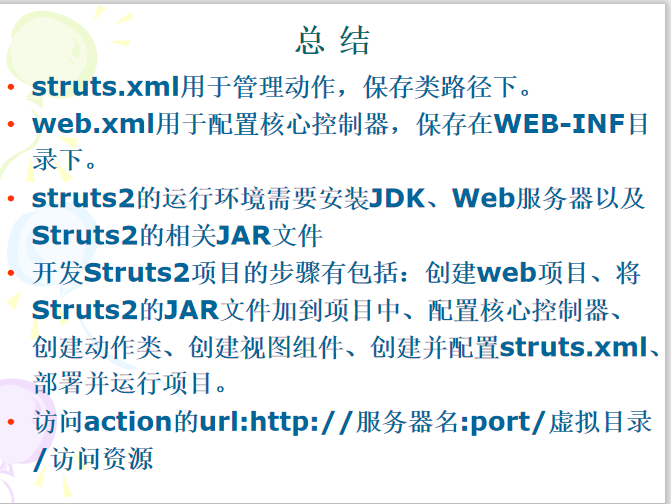 总 结
• struts.xml用于管理动作，保存类路径下。
• web.xml用于配置核心控制器，保存在WEB-INF目
录下。
• struts2的运行环境需要安装JDK、Web服务器以及
Struts2的相关JAR文件
• 开发Struts2项目的步骤有包括：创建web项目、将
Struts2的JAR文件加到项目中、配置核心控制器、
创建动作类、创建视图组件、创建并配置struts.xml、
部署并运行项目。
• 访问action的url:http://服务器名:port/虚拟目录
/访问资源